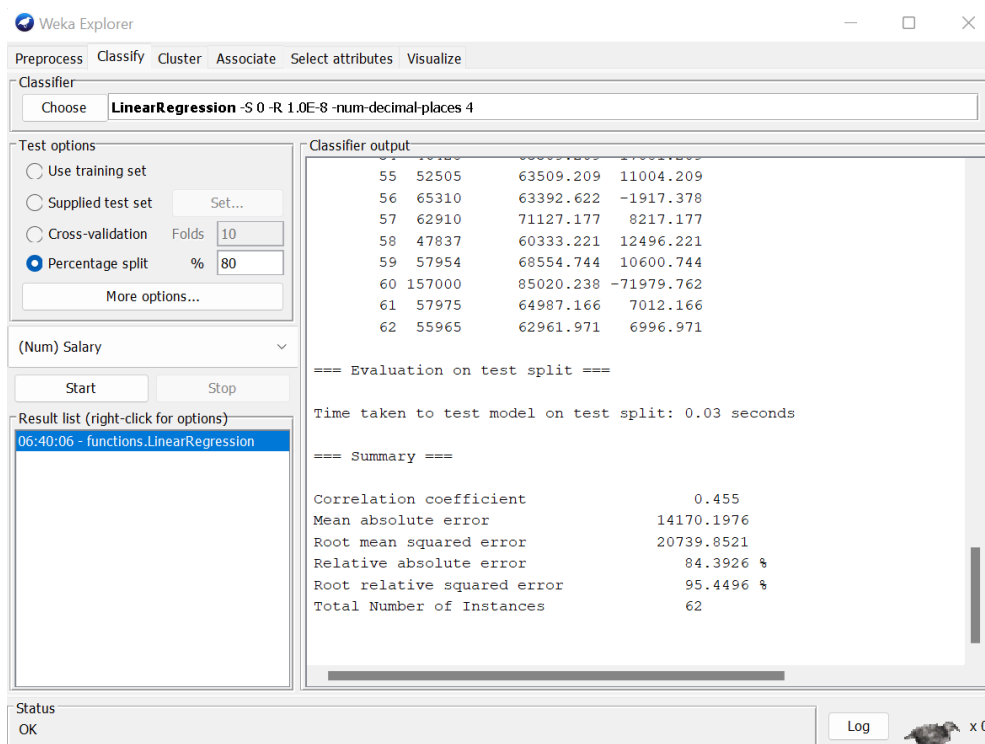 Weka Explorer
Preprocess Classify Cluster Associate Select attributes Visualize
Classifier
Choose LinearRegression -S 0 -R 1.0E-8 -num-decimal-places 4
Test options
Use training set
Supplied test set Set...
Cross-validation Folds 10
Percentage split % 80
More options...
(Num) Salary
Start Stop
Result list (right-click for options)
06:40:06 - functions.LinearRegression
Classifier output
55 52505 63509.209 11004.209
56 65310 63392.622 -1917.378
57 62910 71127.177 8217.177
58 47837 60333.221 12496.221
59 57954 68554.744 10600.744
60 157000 85020.238 -71979.762
61 57975 64987.166 7012.166
62 55965 62961.971 6996.971
=== Evaluation on test split ===
Time taken to test model on test split: 0.03 seconds
=== Summary ===
Correlation coefficient 0.455
Mean absolute error 14170.1976
Root mean squared error 20739.8521
Relative absolute error 84.3926 %
Root relative squared error 95.4496 %
Total Number of Instances 62
Status
OK
Log x 0